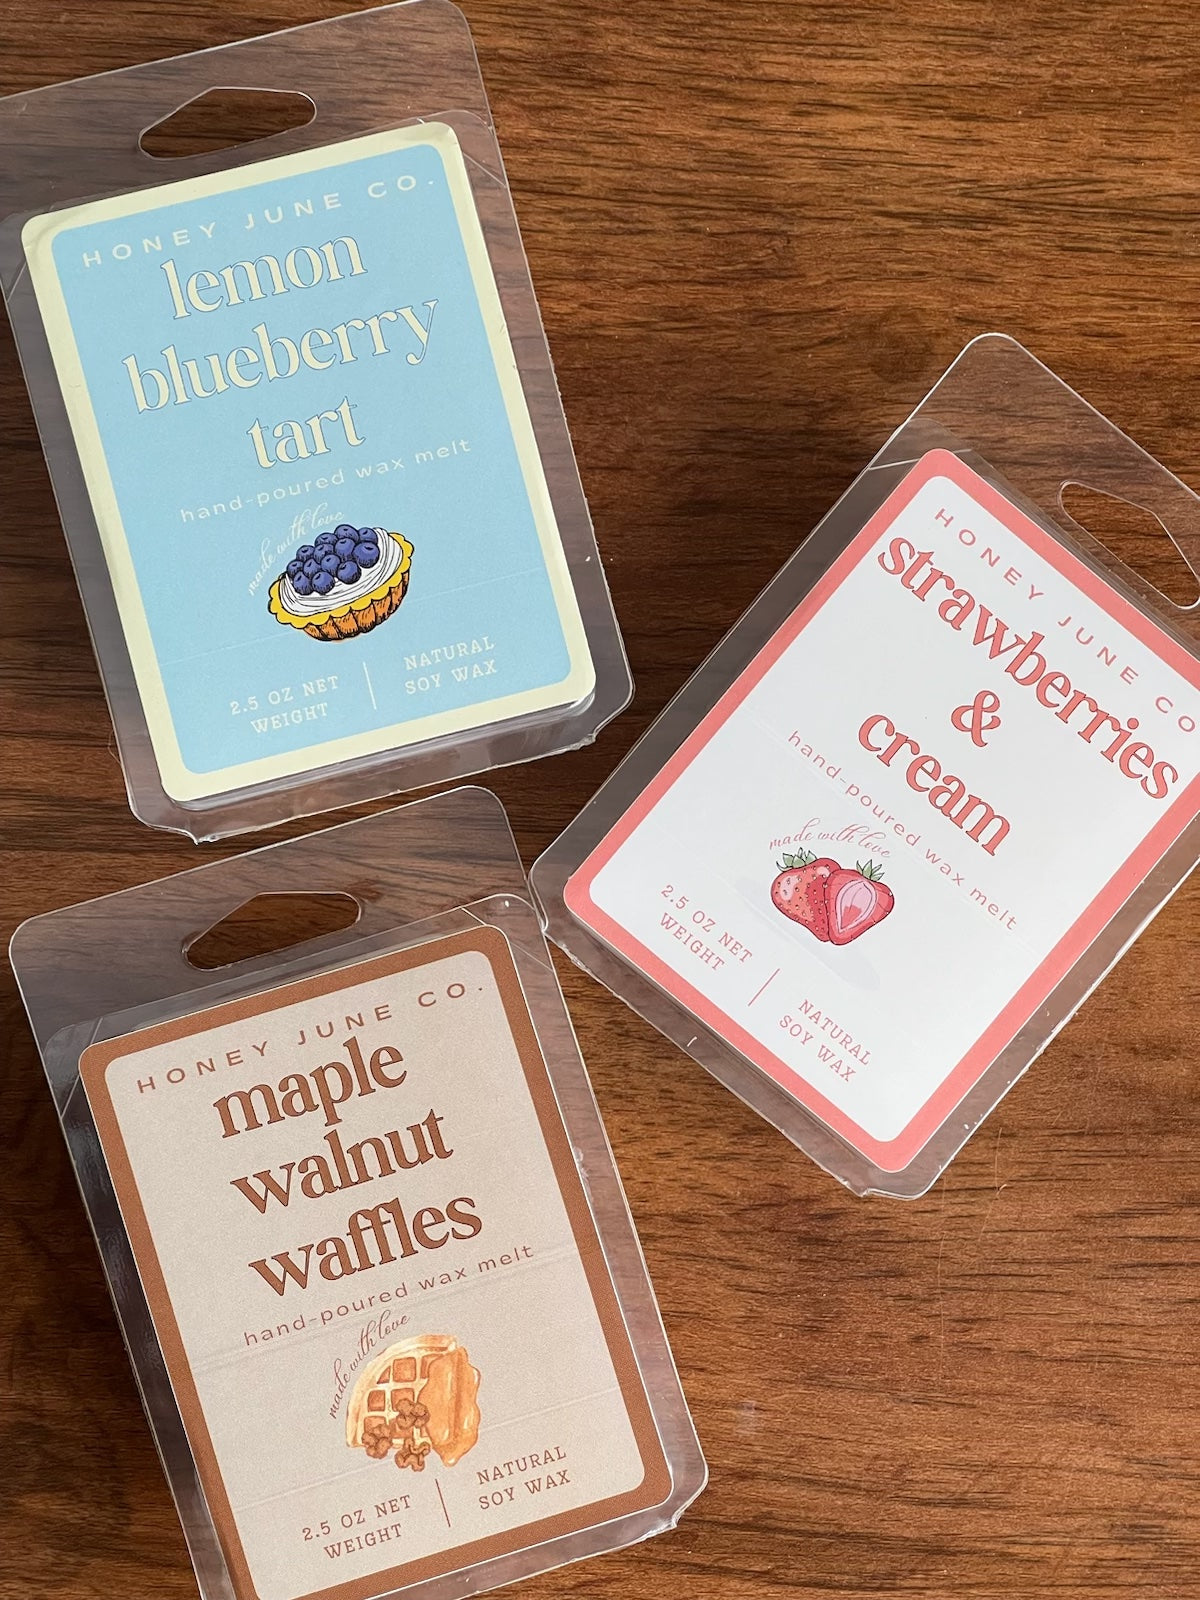 HONEY JUNE CO.
lemon
blueberry
tart
hand-poured wax melt
made with love
2.5 OZ NET
WEIGHT
NATURAL
SOY WAX
HONEY JUNE CO
strawberries
&
cream
hand-poured wax melt
made with love
2.5 OZ NET
WEIGHT
NATURAL
SOY WAX
HONEY JUNE CO.
maple
walnut
waffles
hand-poured wax melt
made with love
2.5 OZ NET
WEIGHT
NATURAL
SOY WAX